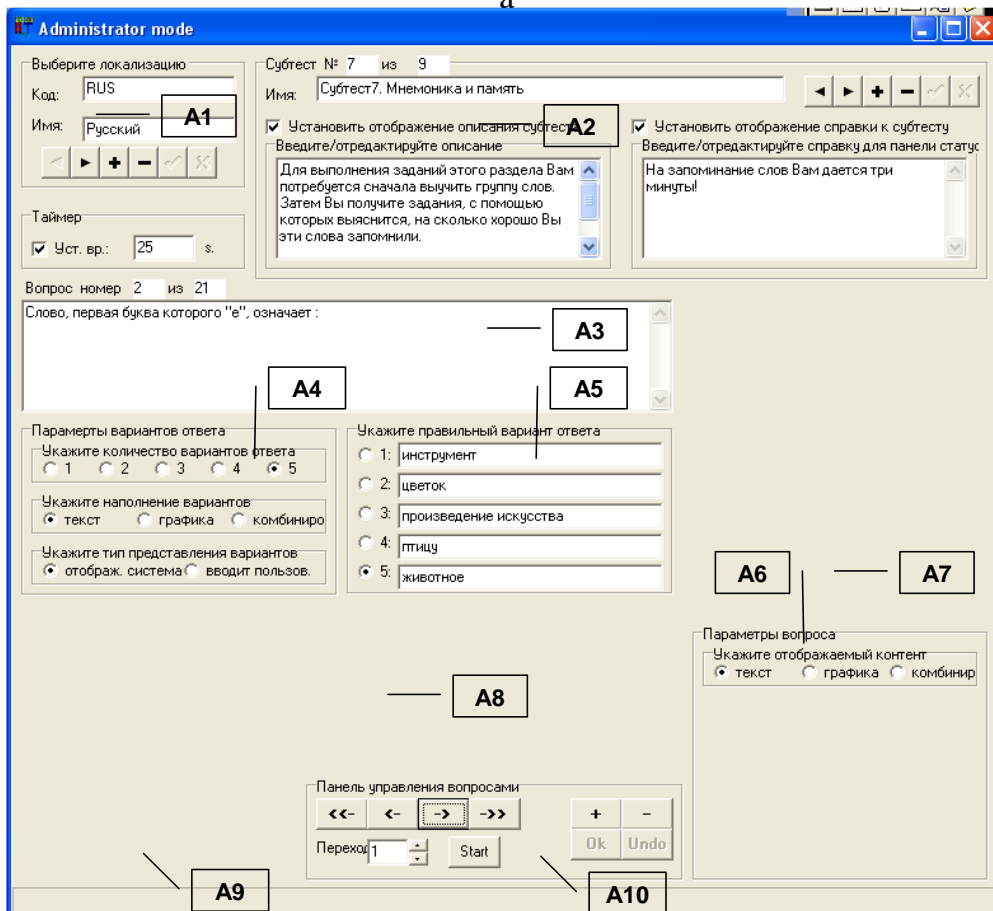 а
Administrator mode
Выберите локализацию
Код: RUS
Имя: Русский
A1
Таймер
Уст. вр.: 25 s.
Субтест № 7 из 9
Имя: Субтест7. Мнемоника и память
Установить отображение описания субтеста
A2
Установить отображение справки к субтесту
Введите/отредактируйте описание
Для выполнения заданий этого раздела Вам
потребуется сначала выучить группу слов.
Затем Вы получите задания, с помощью
которых выяснится, на сколько хорошо Вы
эти слова запомнили.
Введите/отредактируйте справку для панели статус
На запоминание слов Вам дается три
минуты!
Вопрос номер 2 из 21
Слово, первая буква которого "е", означает :
A3
A4
A5
Парамерты вариантов ответа
Укажите количество вариантов ответа
1 2 3 4 5
Укажите наполнение вариантов
текст графика комбиниро
Укажите тип представления вариантов
отображ. система вводит пользов.
Укажите правильный вариант ответа
1: инструмент
2: цветок
3: произведение искусства
4: птицу
5: животное
A6
A7
Параметры вопроса
Укажите отображаемый контент
текст графика комбинир
A8
Панель управления вопросами
<<- <- -> ->> + -
Переход 1 Start Ok Undo
A9
A10